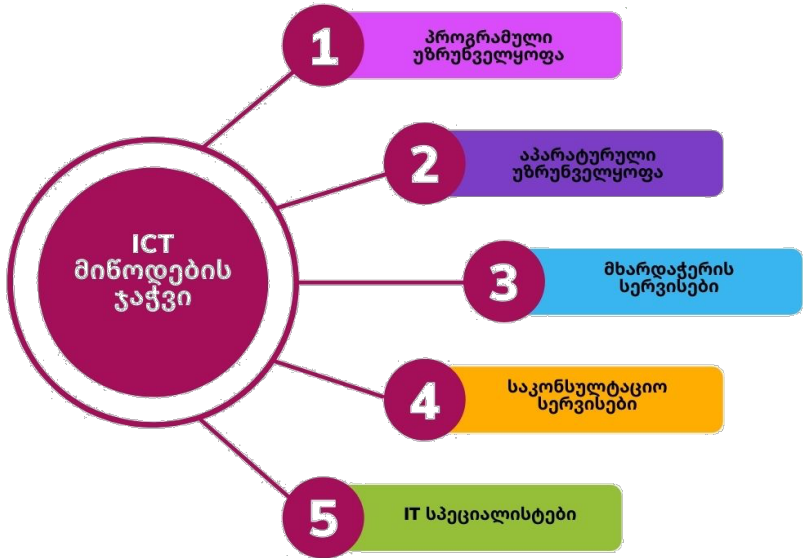 1
პროგრამული
უზრუნველყოფა
2
აპარატურული
უზრუნველყოფა
ICT
მიწოდების
ჯაჭვი
3
მხარდაჭერის
სერვისები
4
საკონსულტაციო
სერვისები
5
IT სპეციალისტები